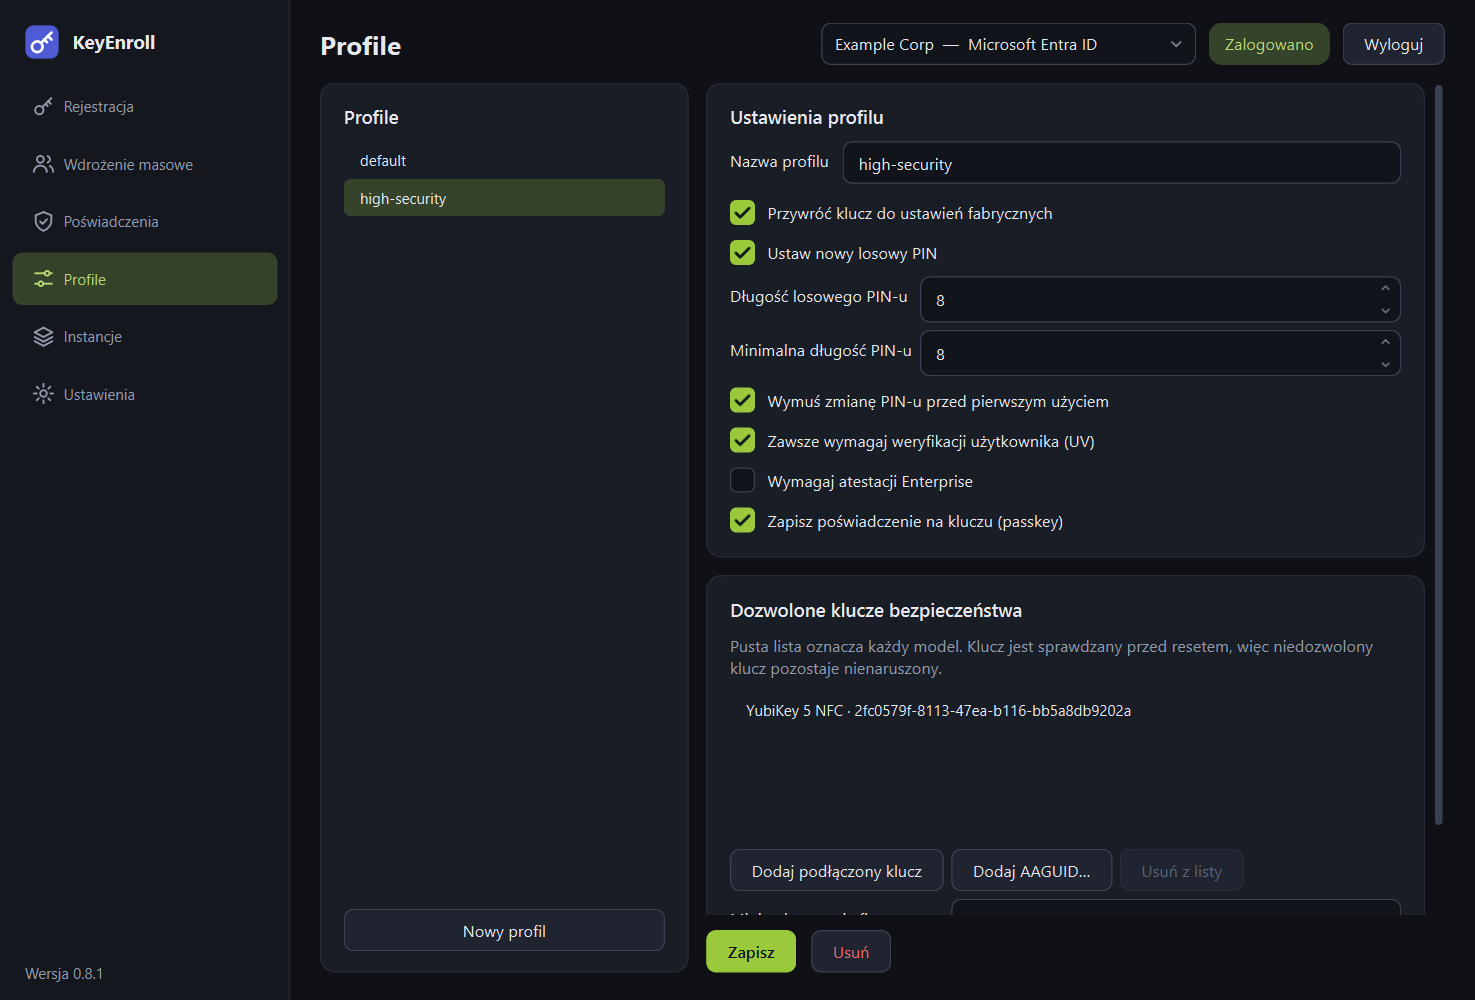 KeyEnroll
Rejestracja
Wdrożenie masowe
Poświadczenia
Profile
Instancje
Ustawienia
Wersja 0.8.1
Profile
Example Corp — Microsoft Entra ID
Zalogowano
Wyloguj
Profile
default
high-security
Nowy profil
Ustawienia profilu
Nazwa profilu high-security
Przywróć klucz do ustawień fabrycznych
Ustaw nowy losowy PIN
Długość losowego PIN-u 8
Minimalna długość PIN-u 8
Wymuś zmianę PIN-u przed pierwszym użyciem
Zawsze wymagaj weryfikacji użytkownika (UV)
Wymagaj atestacji Enterprise
Zapisz poświadczenie na kluczu (passkey)
Dozwolone klucze bezpieczeństwa
Pusta lista oznacza każdy model. Klucz jest sprawdzany przed resetem, więc niedozwolony
klucz pozostaje nienaruszony.
YubiKey 5 NFC · 2fc0579f-8113-47ea-b116-bb5a8db9202a
Dodaj podłączony klucz
Dodaj AAGUID...
Usuń z listy
Zapisz
Usuń